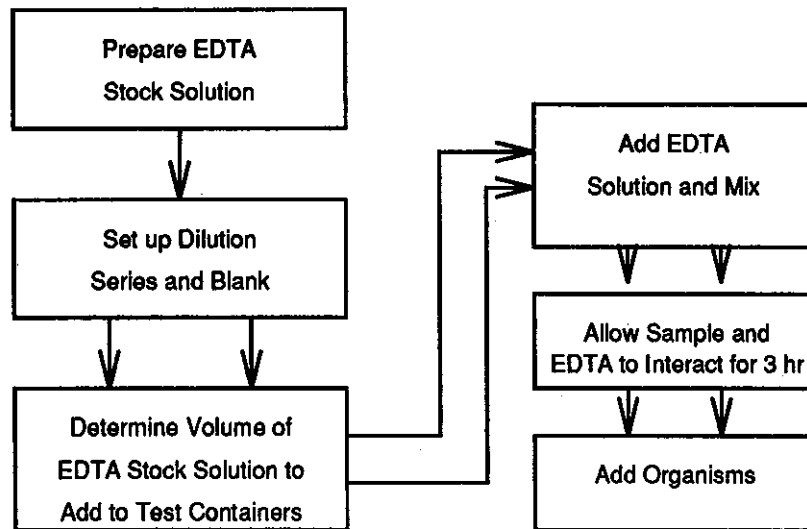 Prepare EDTA
Stock Solution
Set up Dilution
Series and Blank
Determine Volume of
EDTA Stock Solution to
Add to Test Containers
Add EDTA
Solution and Mix
Allow Sample and
EDTA to Interact for 3 hr
Add Organisms